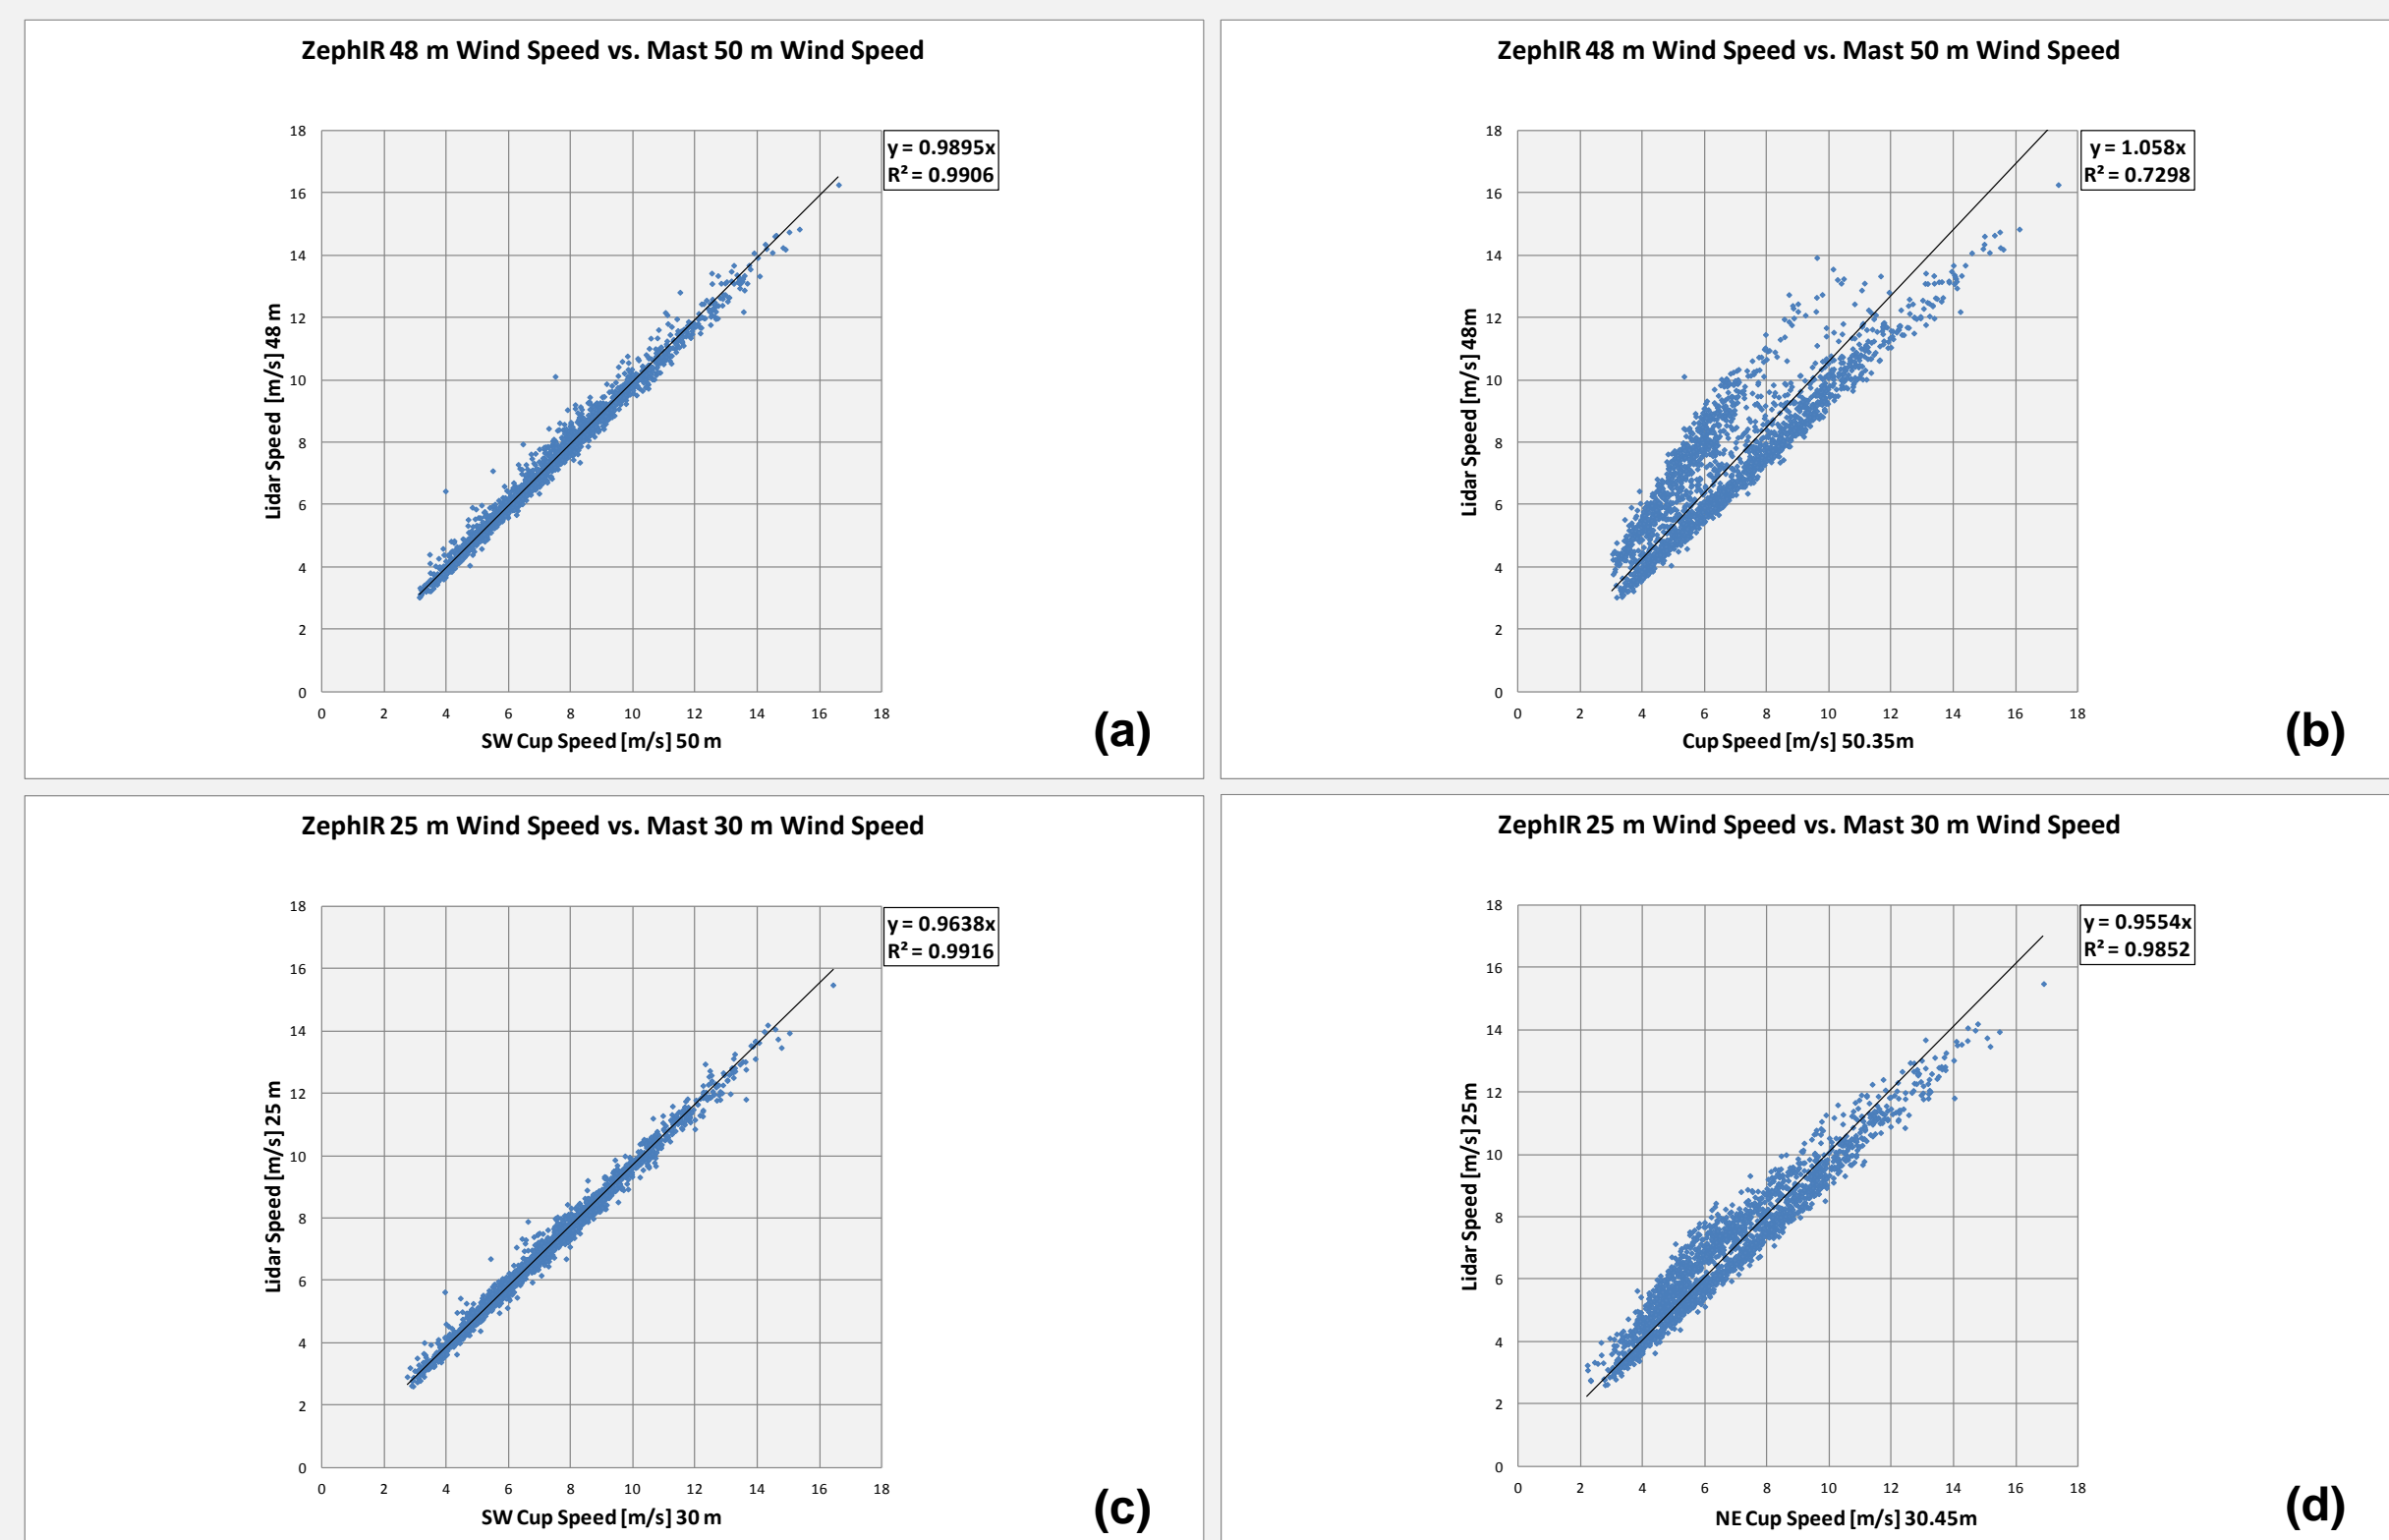 ZephIR 48 m Wind Speed vs. Mast 50 m Wind Speed
18
16
14
12
10
8
6
4
2
0
Lidar Speed [m/s] 48 m
0 2 4 6 8 10 12 14 16 18
SW Cup Speed [m/s] 50 m
y = 0.9895x
R² = 0.9906
(a)
ZephIR 48 m Wind Speed vs. Mast 50 m Wind Speed
18
16
14
12
10
8
6
4
2
0
Lidar Speed [m/s] 48m
0 2 4 6 8 10 12 14 16 18
Cup Speed [m/s] 50.35m
y = 1.058x
R² = 0.7298
(b)
ZephIR 25 m Wind Speed vs. Mast 30 m Wind Speed
18
16
14
12
10
8
6
4
2
0
Lidar Speed [m/s] 25 m
0 2 4 6 8 10 12 14 16 18
SW Cup Speed [m/s] 30 m
y = 0.9638x
R² = 0.9916
(c)
ZephIR 25 m Wind Speed vs. Mast 30 m Wind Speed
18
16
14
12
10
8
6
4
2
0
Lidar Speed [m/s] 25m
0 2 4 6 8 10 12 14 16 18
NE Cup Speed [m/s] 30.45m
y = 0.9554x
R² = 0.9852
(d)